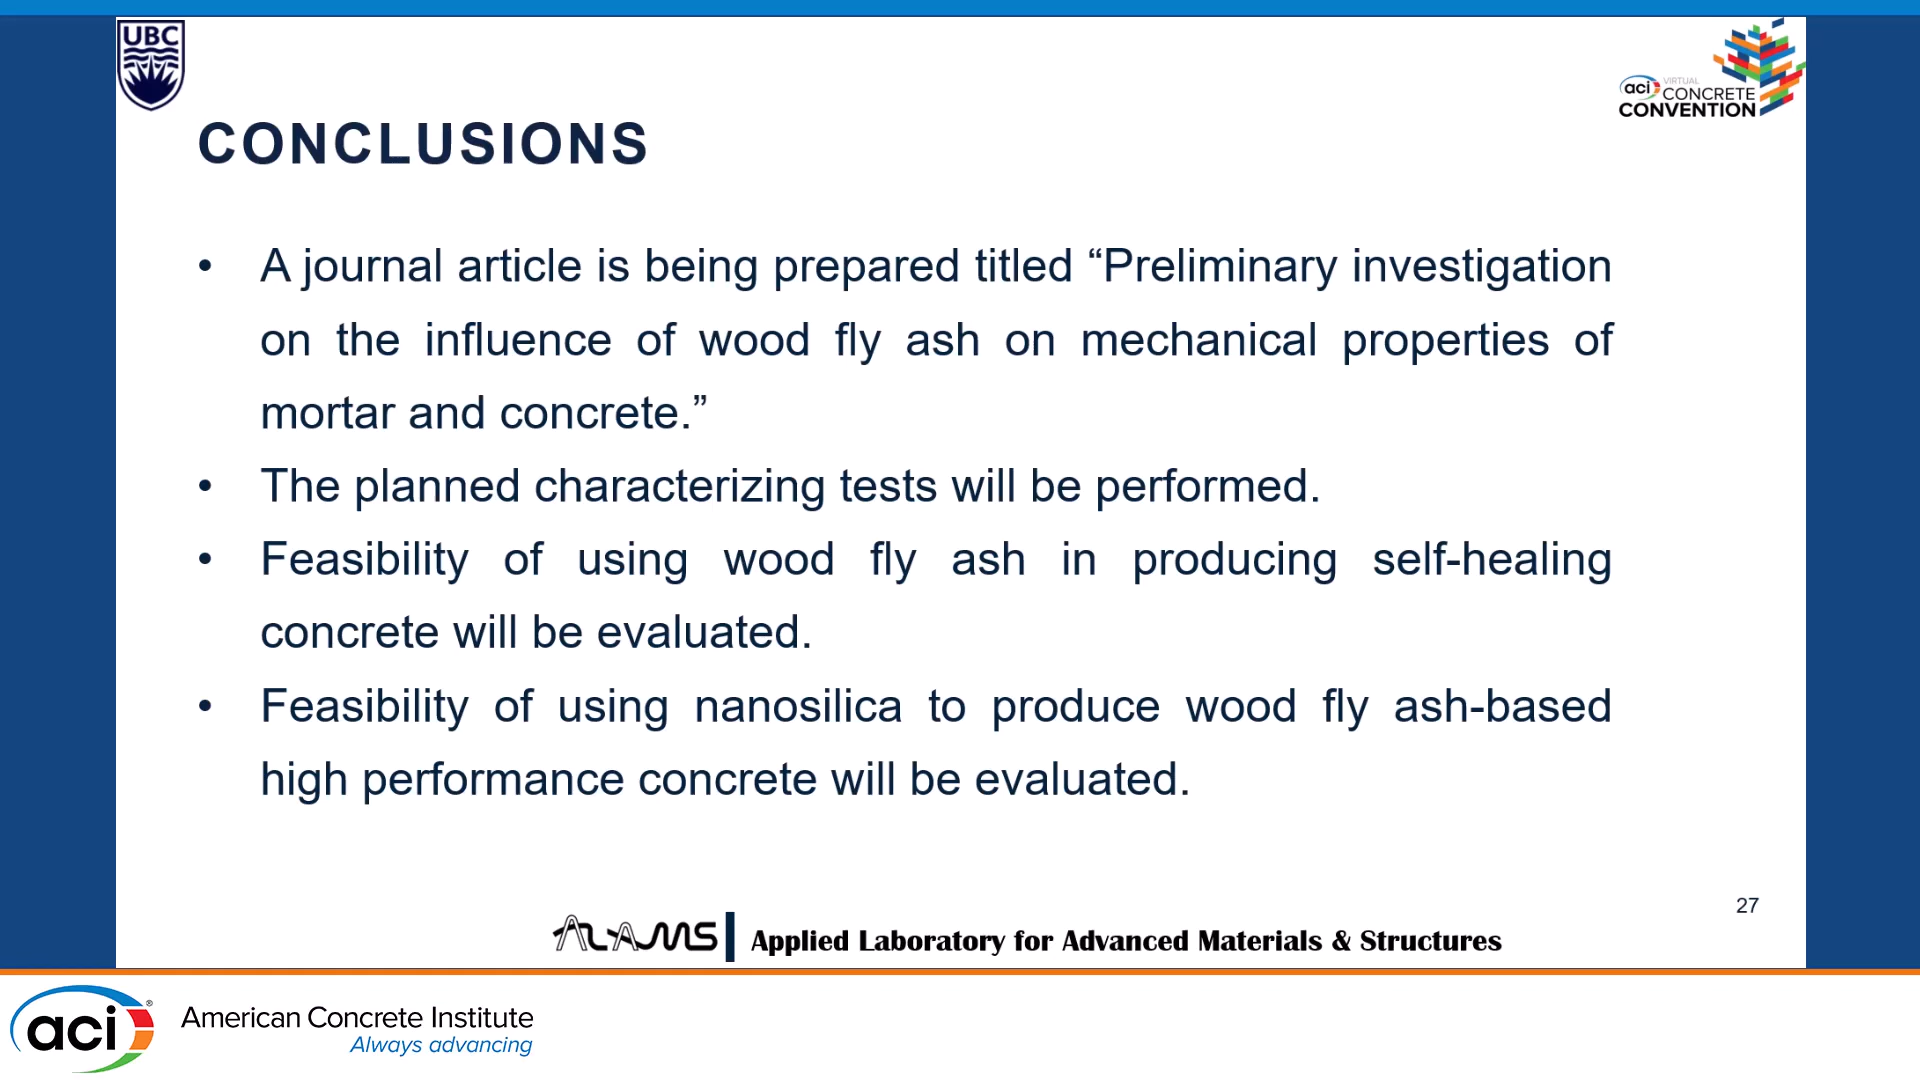 UBC
aci VIRTUAL
CONCRETE
CONVENTION
CONCLUSIONS
• A journal article is being prepared titled “Preliminary investigation
on the influence of wood fly ash on mechanical properties of
mortar and concrete.”
• The planned characterizing tests will be performed.
• Feasibility of using wood fly ash in producing self-healing
concrete will be evaluated.
• Feasibility of using nanosilica to produce wood fly ash-based
high performance concrete will be evaluated.
27
ALAMS Applied Laboratory for Advanced Materials & Structures
aci® American Concrete Institute
Always advancing